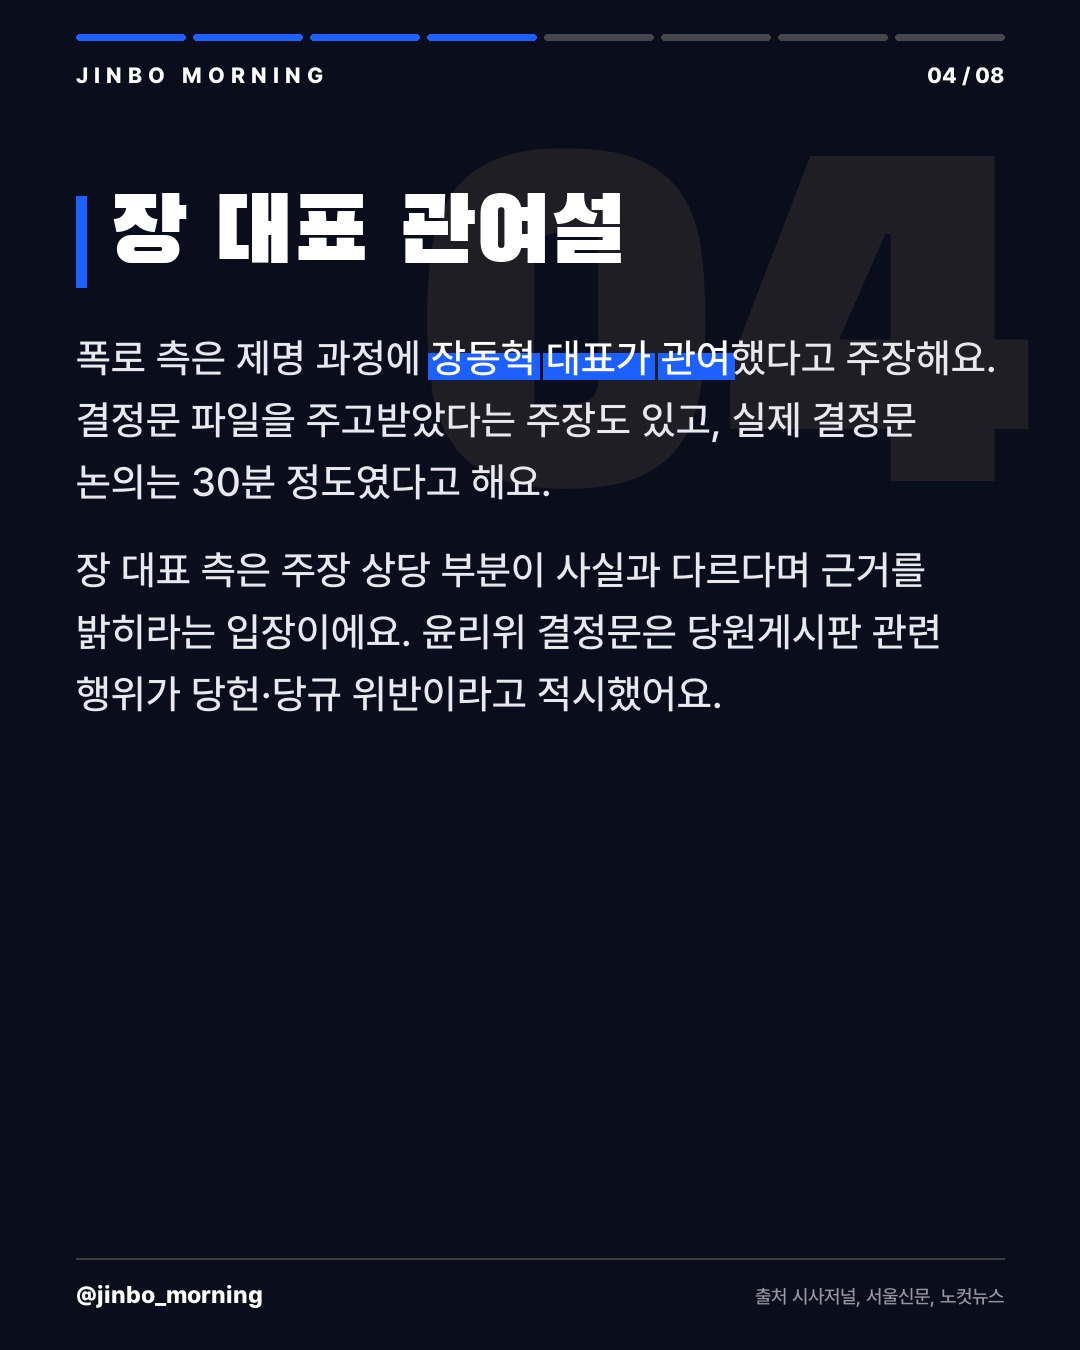 JINBO MORNING
04 / 08
04
장 대표 관여설
폭로 측은 제명 과정에 장동혁 대표가 관여했다고 주장해요.
결정문 파일을 주고받았다는 주장도 있고, 실제 결정문
논의는 30분 정도였다고 해요.
장 대표 측은 주장 상당 부분이 사실과 다르다며 근거를
밝히라는 입장이에요. 윤리위 결정문은 당원게시판 관련
행위가 당헌·당규 위반이라고 적시했어요.
@jinbo_morning
출처 시사저널, 서울신문, 노컷뉴스